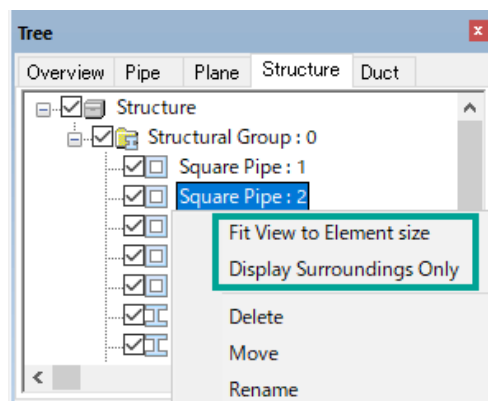 Tree
Overview Pipe Plane Structure Duct
Structure
Structural Group : 0
Square Pipe : 1
Square Pipe : 2
Fit View to Element size
Display Surroundings Only
Delete
Move
Rename